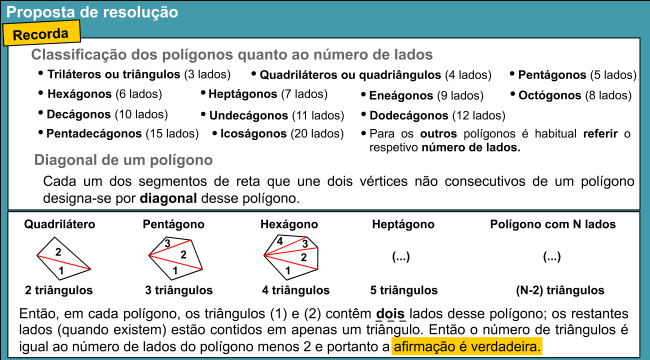 Proposta de resolução
Recorda
Classificação dos polígonos quanto ao número de lados
• Triláteros ou triângulos (3 lados) • Quadriláteros ou quadriângulos (4 lados) • Pentágonos (5 lados)
• Hexágonos (6 lados) • Heptágonos (7 lados) • Eneágonos (9 lados) • Octógonos (8 lados)
• Decágonos (10 lados) • Undecágonos (11 lados) • Dodecágonos (12 lados)
• Pentadecágonos (15 lados) • Icoságonos (20 lados) • Para os outros polígonos é habitual referir o
respetivo número de lados.
Diagonal de um polígono
Cada um dos segmentos de reta que une dois vértices não consecutivos de um polígono
designa-se por diagonal desse polígono.
Quadrilátero Pentágono Hexágono Heptágono Polígono com N lados
2 1 3 2 1 4 3 2 1 (...) (...)
2 triângulos 3 triângulos 4 triângulos 5 triângulos (N-2) triângulos
Então, em cada polígono, os triângulos (1) e (2) contêm dois lados desse polígono; os restantes
lados (quando existem) estão contidos em apenas um triângulo. Então o número de triângulos é
igual ao número de lados do polígono menos 2 e portanto a afirmação é verdadeira.